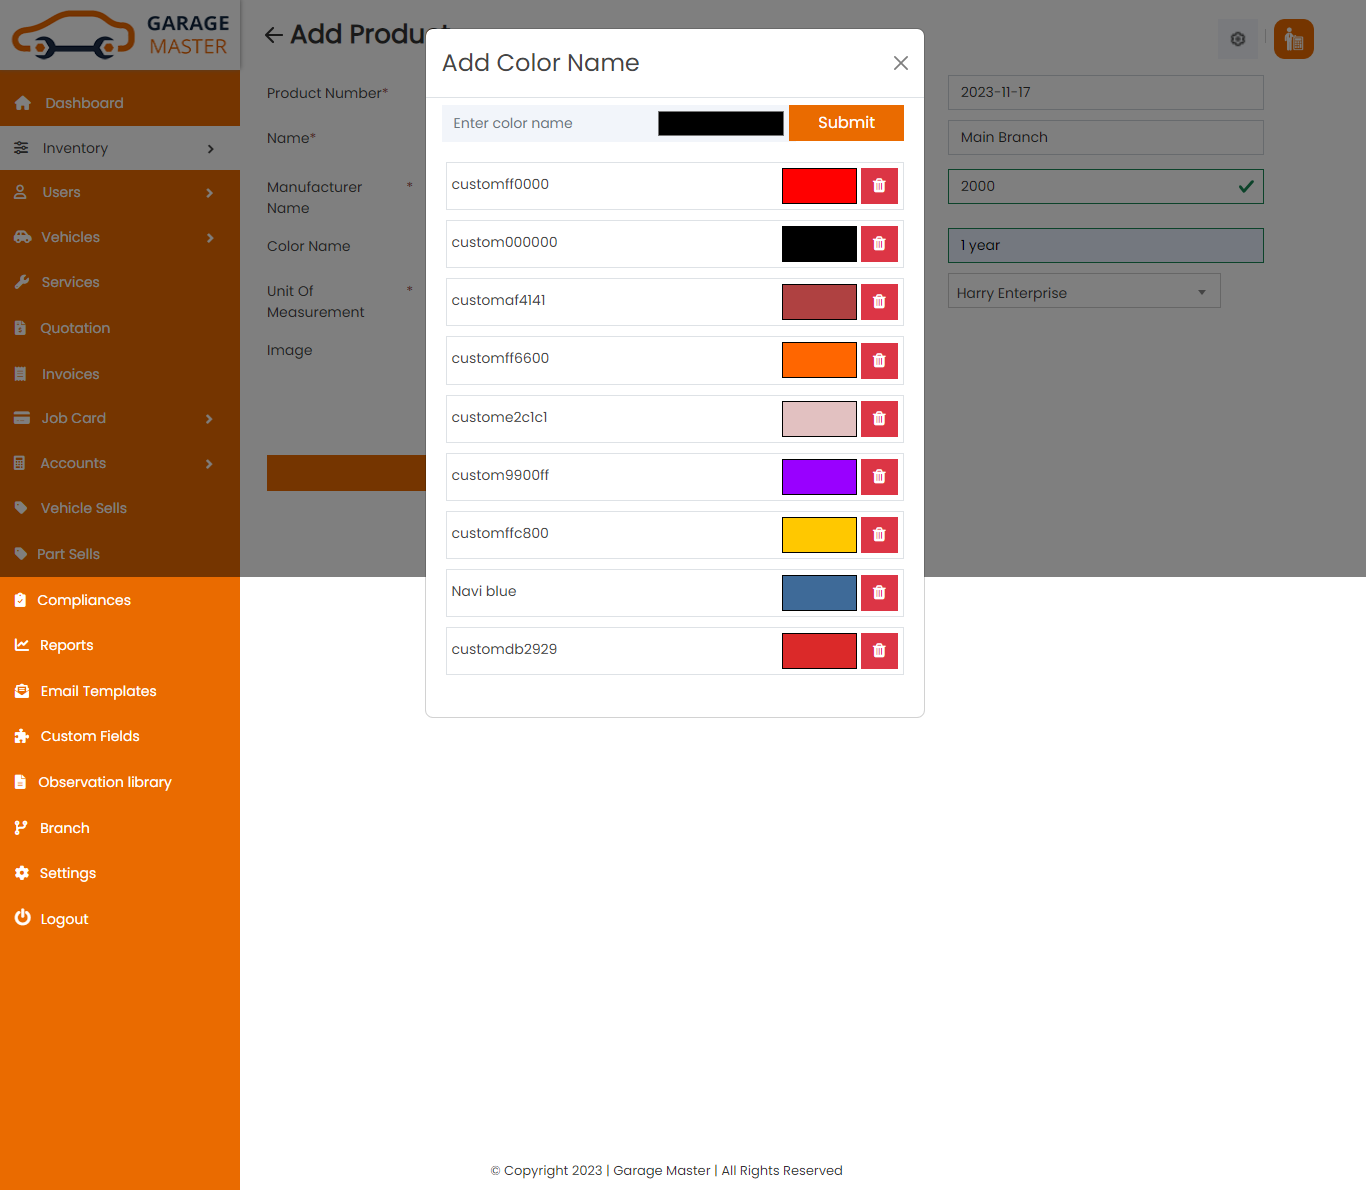 GARAGE
MASTER
Dashboard
Inventory
Users
Vehicles
Services
Quotation
Invoices
Job Card
Accounts
Vehicle Sells
Part Sells
Compliances
Reports
Email Templates
Custom Fields
Observation library
Branch
Settings
Logout
Product Number*
Name*
Manufacturer *
Name
Color Name
Unit Of *
Measurement
Image
Add Color Name
Enter color name
Submit
customff0000
custom000000
customaf4141
customff6600
custome2c1c1
custom9900ff
customffc800
Navi blue
customdb2929
2023-11-17
Main Branch
2000
1 year
Harry Enterprise
© Copyright 2023 | Garage Master | All Rights Reserved